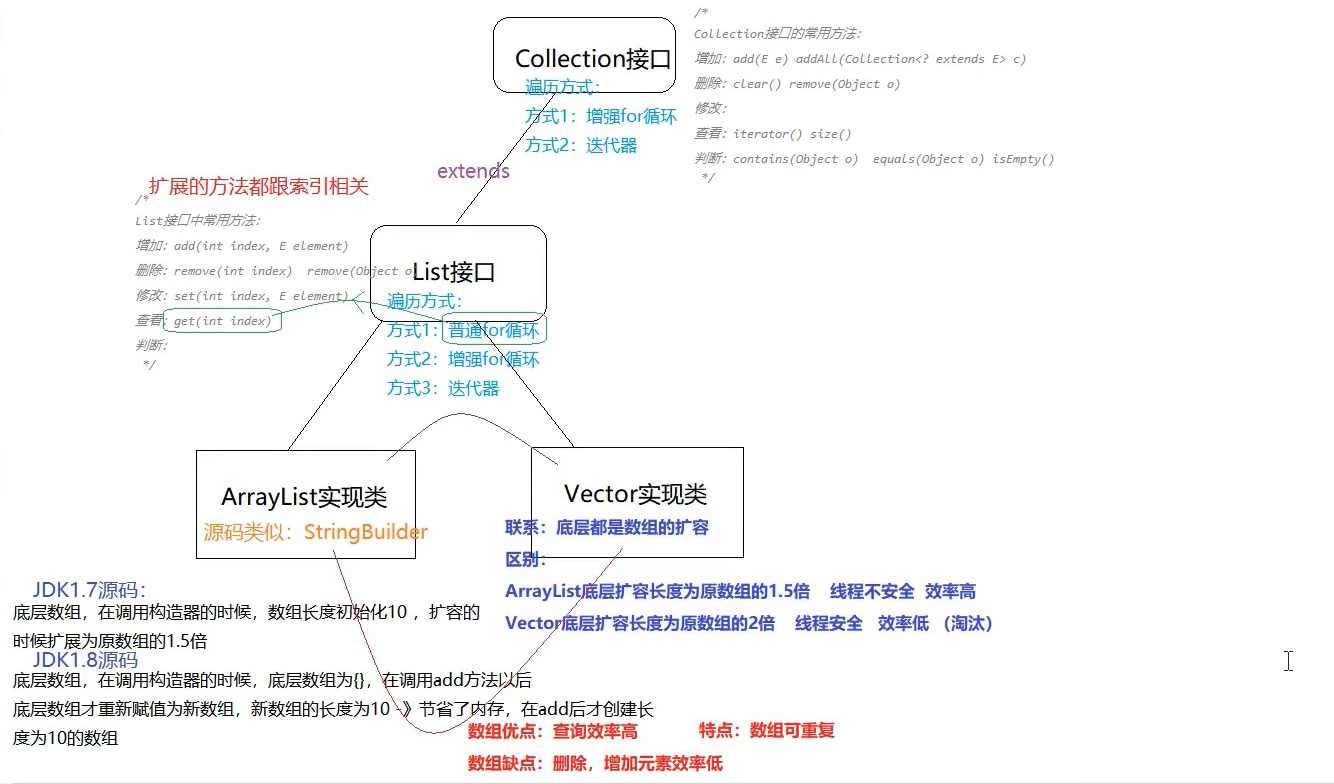 Collection接口
遍历方式：
方式1：增强for循环
方式2：迭代器
/*
Collection接口的常用方法：
增加：add(E e) addAll(Collection<? extends E> c)
删除：clear() remove(Object o)
修改：
查看：iterator() size()
判断：contains(Object o)  equals(Object o) isEmpty()
*/
extends
扩展的方法都跟索引相关
/*
List接口中常用方法：
增加：add(int index, E element)
删除：remove(int index)  remove(Object o)
修改：set(int index, E element)
查看：get(int index)
判断：
*/
List接口
遍历方式：
方式1：普通for循环
方式2：增强for循环
方式3：迭代器
ArrayList实现类
源码类似：StringBuilder
Vector实现类
联系：底层都是数组的扩容
区别：
ArrayList底层扩容长度为原数组的1.5倍    线程不安全  效率高
Vector底层扩容长度为原数组的2倍    线程安全   效率低 （淘汰）
JDK1.7源码：
底层数组，在调用构造器的时候，数组长度初始化10 ，扩容的
时候扩展为原数组的1.5倍
JDK1.8源码
底层数组，在调用构造器的时候，底层数组为{}，在调用add方法以后
底层数组才重新赋值为新数组，新数组的长度为10 -》节省了内存，在add后才创建长
度为10的数组
数组优点：查询效率高
特点：数组可重复
数组缺点：删除，增加元素效率低